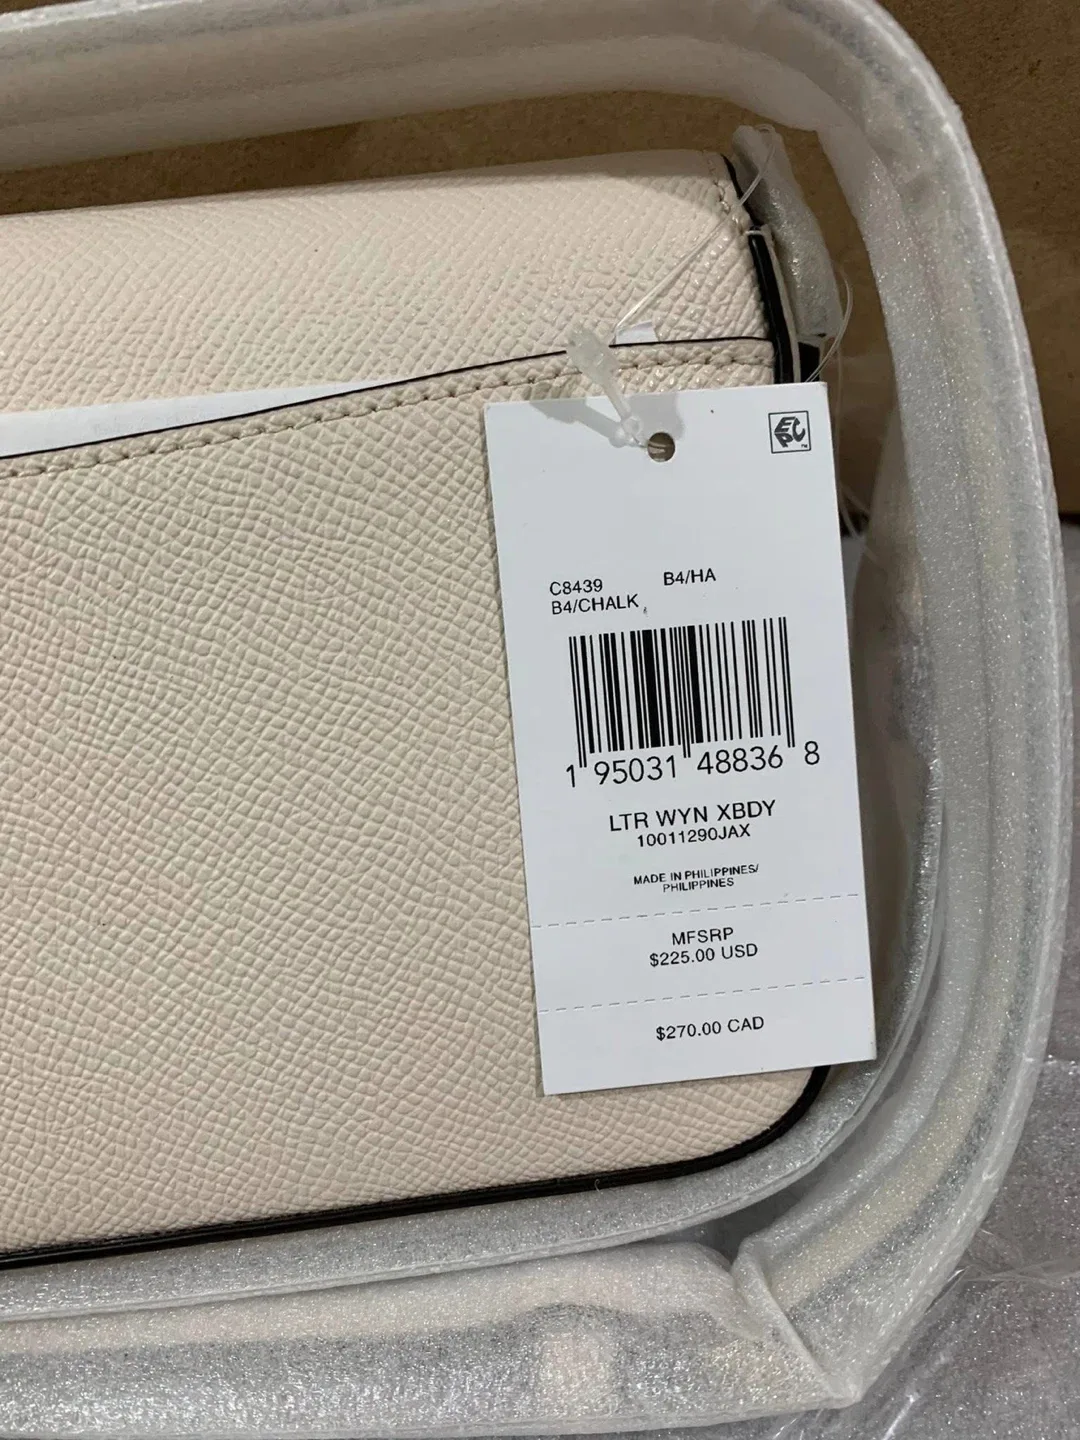 EPC
C8439 B4/HA
B4/CHALK
1 95031 48836 8
LTR WYN XBDY
10011290JAX
MADE IN PHILIPPINES/
PHILIPPINES
MFSRP
$225.00 USD
$270.00 CAD